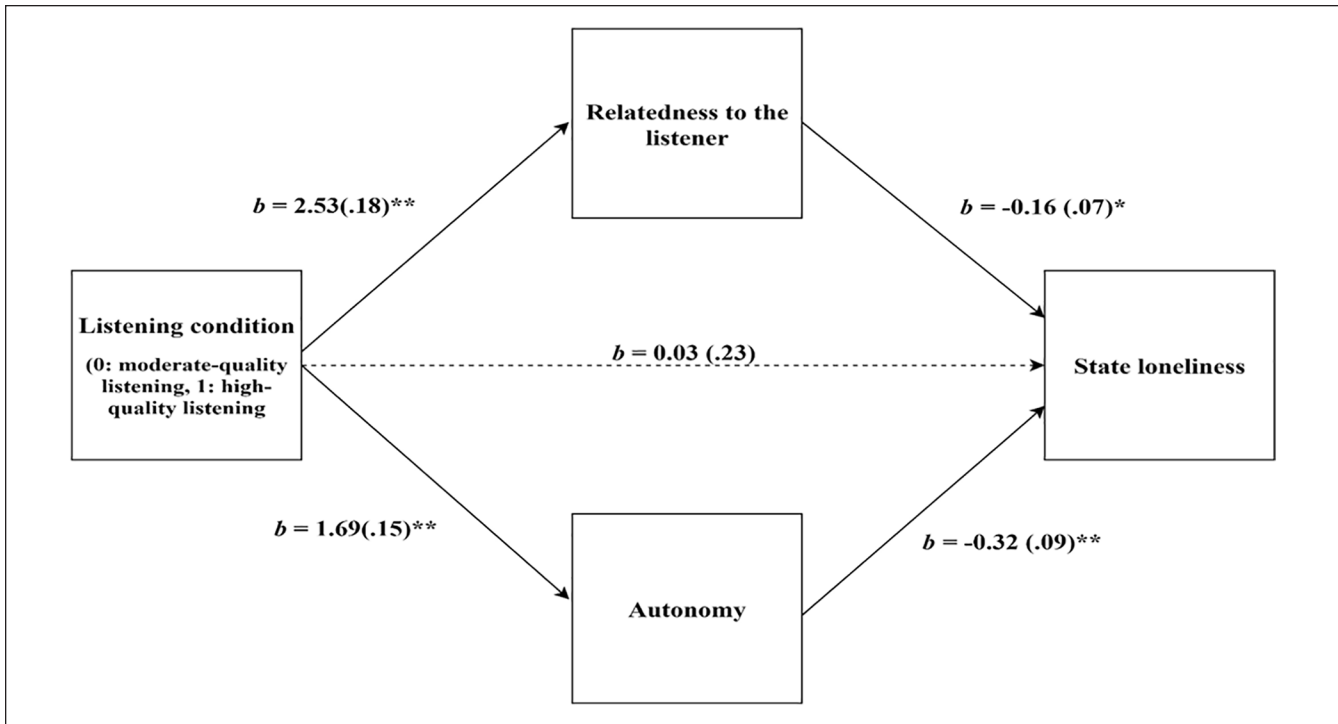 Relatedness to the
listener
b = 2.53(.18)**
b = -0.16 (.07)*
Listening condition
(0: moderate-quality
listening, 1: high-
quality listening
b = 0.03 (.23)
State loneliness
b = 1.69(.15)**
b = -0.32 (.09)**
Autonomy